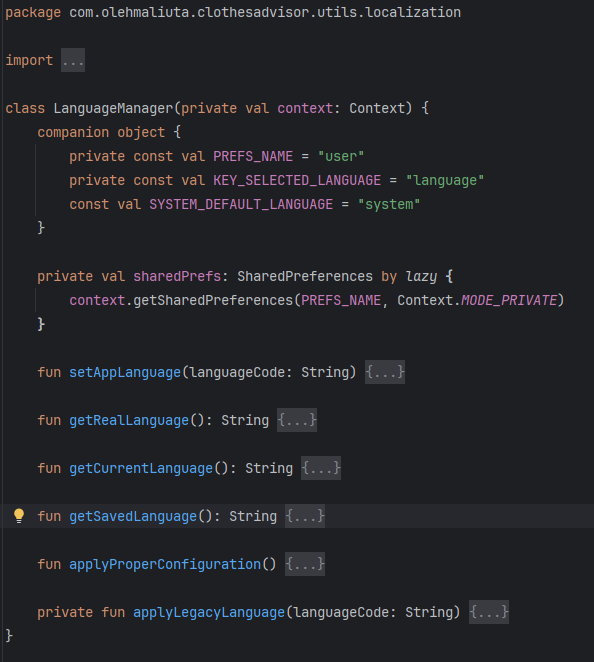 package com.olehmaliuta.clothesadvisor.utils.localization
import ...
class LanguageManager(private val context: Context) {
companion object {
private const val PREFS_NAME = "user"
private const val KEY_SELECTED_LANGUAGE = "language"
const val SYSTEM_DEFAULT_LANGUAGE = "system"
}
private val sharedPrefs: SharedPreferences by lazy {
context.getSharedPreferences(PREFS_NAME, Context.MODE_PRIVATE)
}
fun setAppLanguage(languageCode: String) {...}
fun getRealLanguage(): String {...}
fun getCurrentLanguage(): String {...}
fun getSavedLanguage(): String {...}
fun applyProperConfiguration() {...}
private fun applyLegacyLanguage(languageCode: String) {...}
}